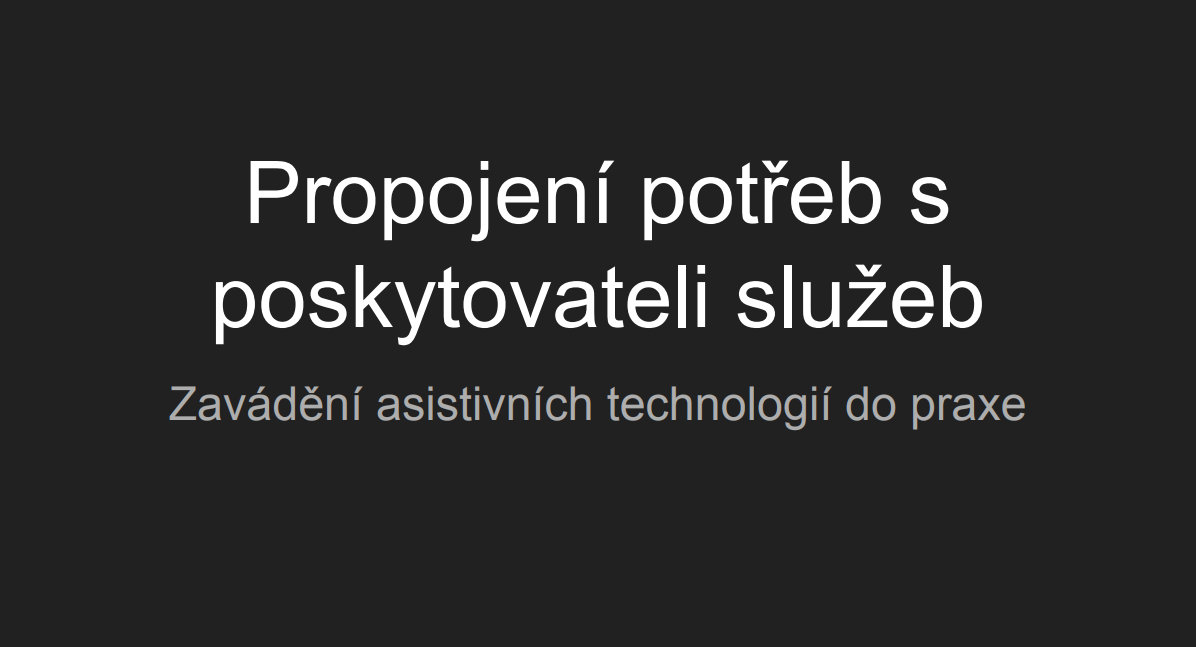 Propojení potřeb s
poskytovateli služeb
Zavádění asistivních technologií do praxe